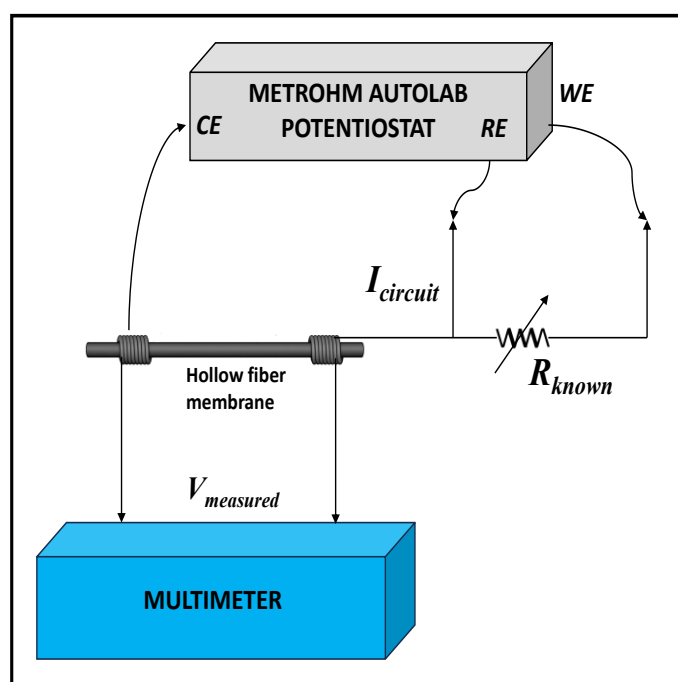 METROHM AUTOLAB
POTENTIOSTAT
CE
RE
WE
I circuit
R known
Hollow fiber
membrane
V measured
MULTIMETER